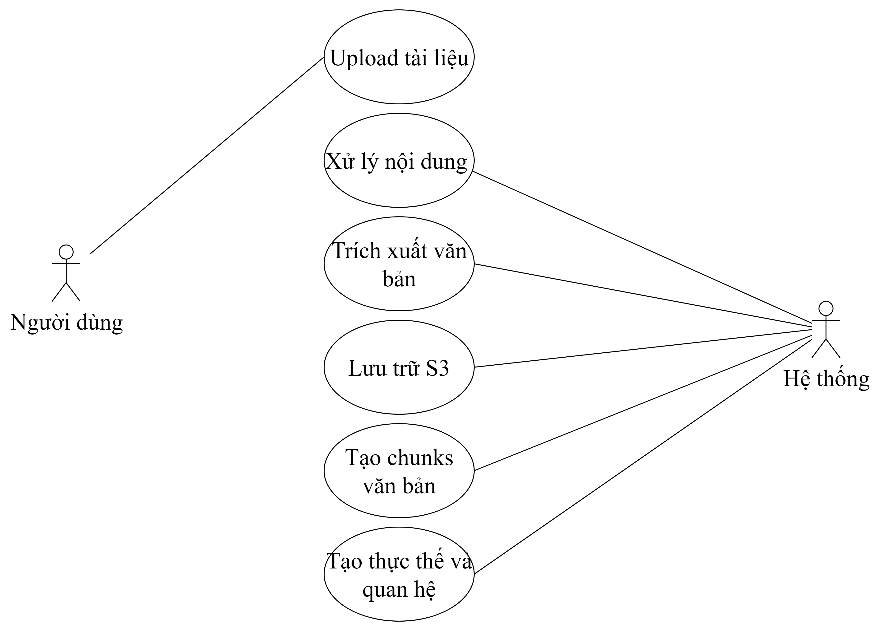 Upload tài liệu
Xử lý nội dung
Trích xuất văn
bản
Người dùng
Lưu trữ S3
Hệ thống
Tạo chunks
văn bản
Tạo thực thế và
quan hệ